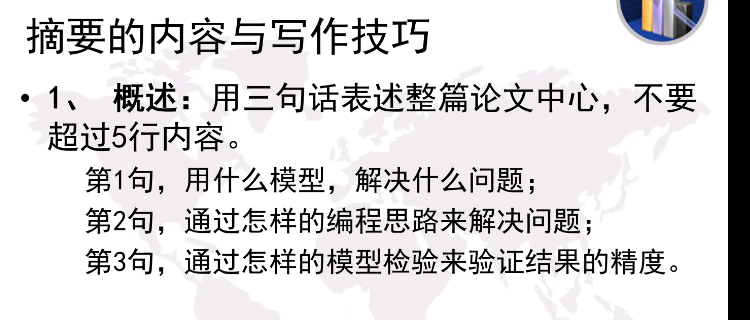 摘要的内容与写作技巧
• 1、 概述：用三句话表述整篇论文中心，不要
超过5行内容。
第1句，用什么模型，解决什么问题；
第2句，通过怎样的编程思路来解决问题；
第3句，通过怎样的模型检验来验证结果的精度。